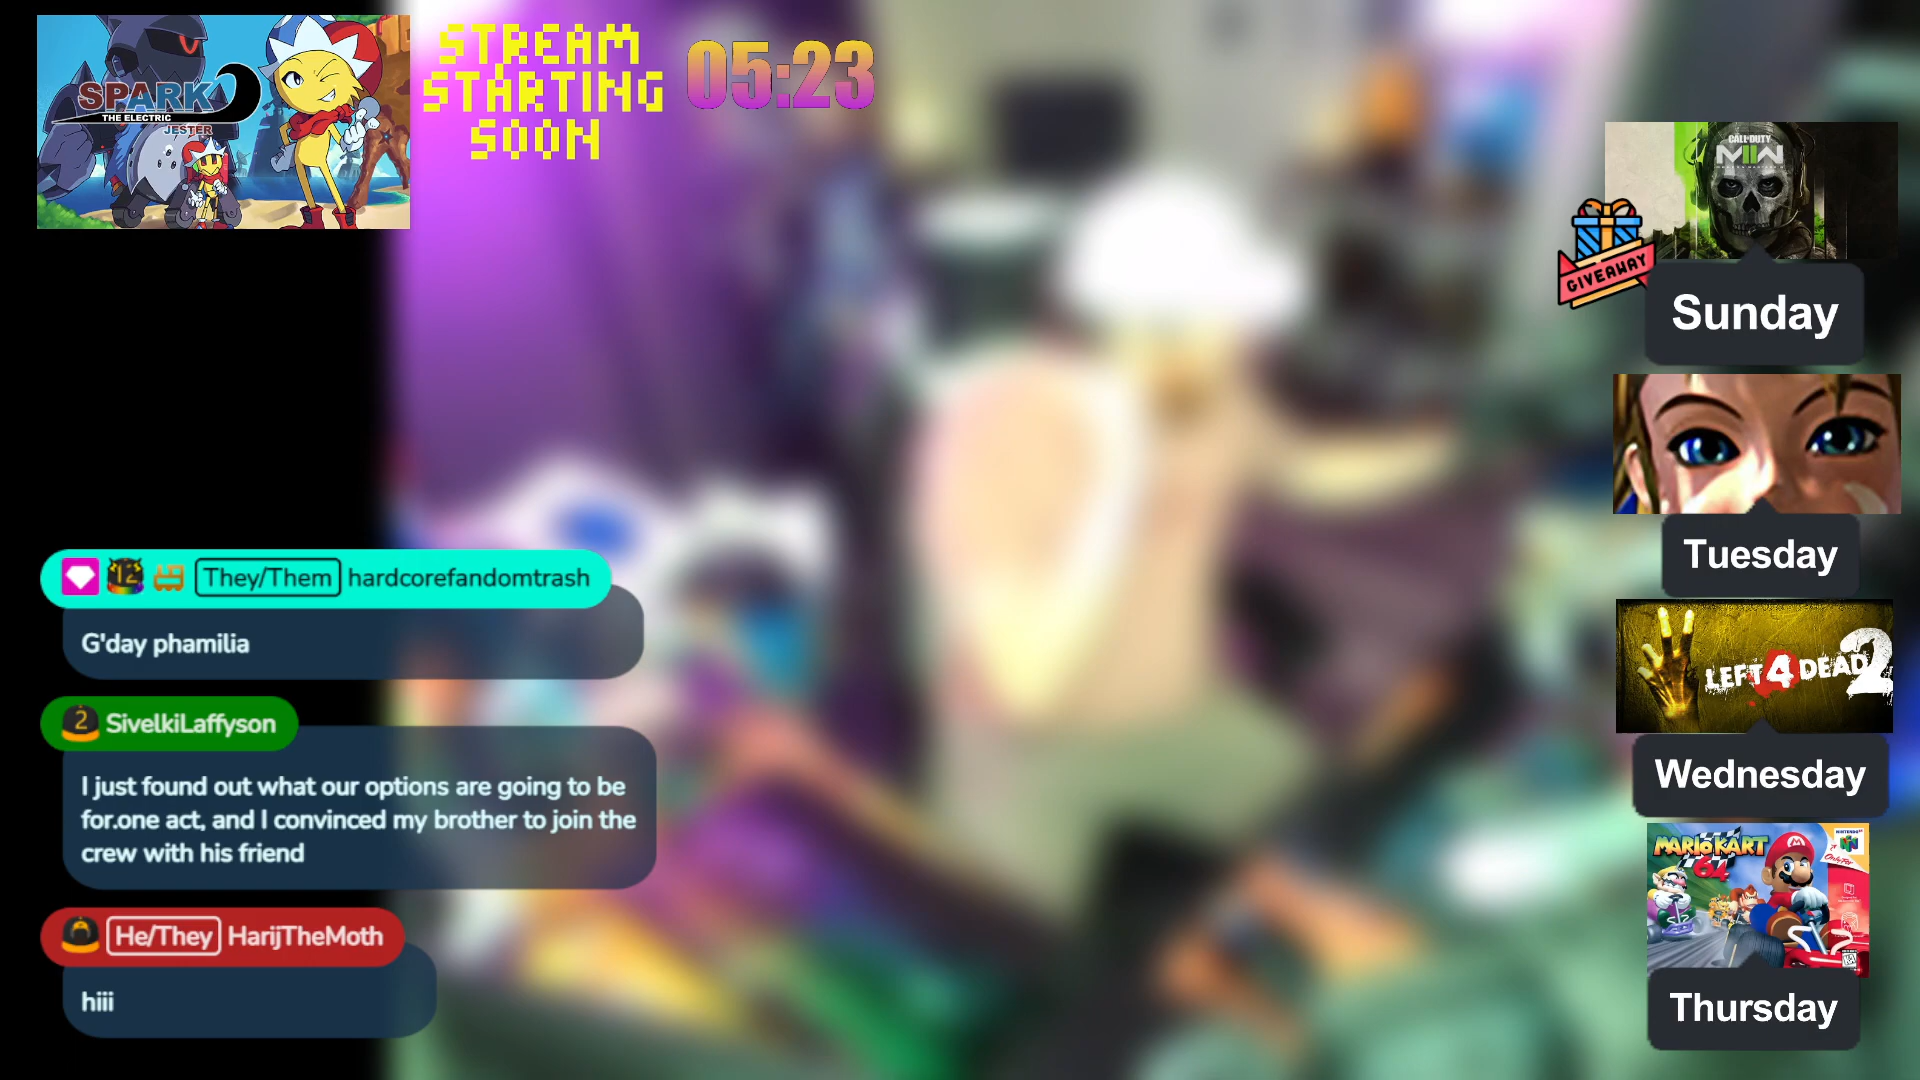 SPARK
THE ELECTRIC
JESTER
STREAM
STARTING
SOON
05:23
CALL OF DUTY
MWII
GIVEAWAY
Sunday
Tuesday
LEFT 4 DEAD 2
Wednesday
MARIO KART
64
Thursday
12 They/Them hardcorefandomtrash
G'day phamilia
2 SivelkiLaffyson
I just found out what our options are going to be
for.one act, and I convinced my brother to join the
crew with his friend
He/They HarijTheMoth
hiii